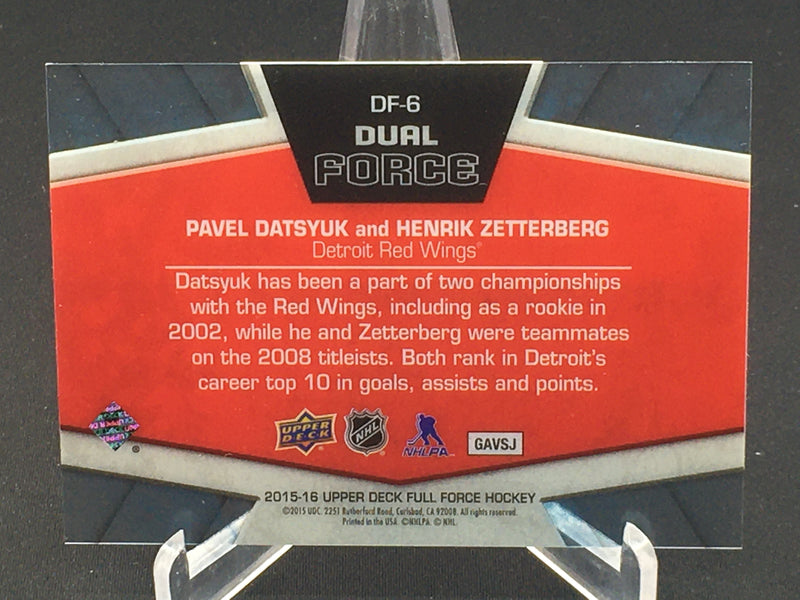 DF-6
DUAL
FORCE
PAVEL DATSYUK and HENRIK ZETTERBERG
Detroit Red Wings®
Datsyuk has been a part of two championships
with the Red Wings, including as a rookie in
2002, while he and Zetterberg were teammates
on the 2008 titleists. Both rank in Detroit's
career top 10 in goals, assists and points.
UPPER DECK NHL NHLPA GAVSJ
®
2015-16 UPPER DECK FULL FORCE HOCKEY
©2015 UDC. 2251 Rutherford Road, Carlsbad, CA 92008. All rights reserved.
Printed in the USA. ©NHLPA. © NHL.